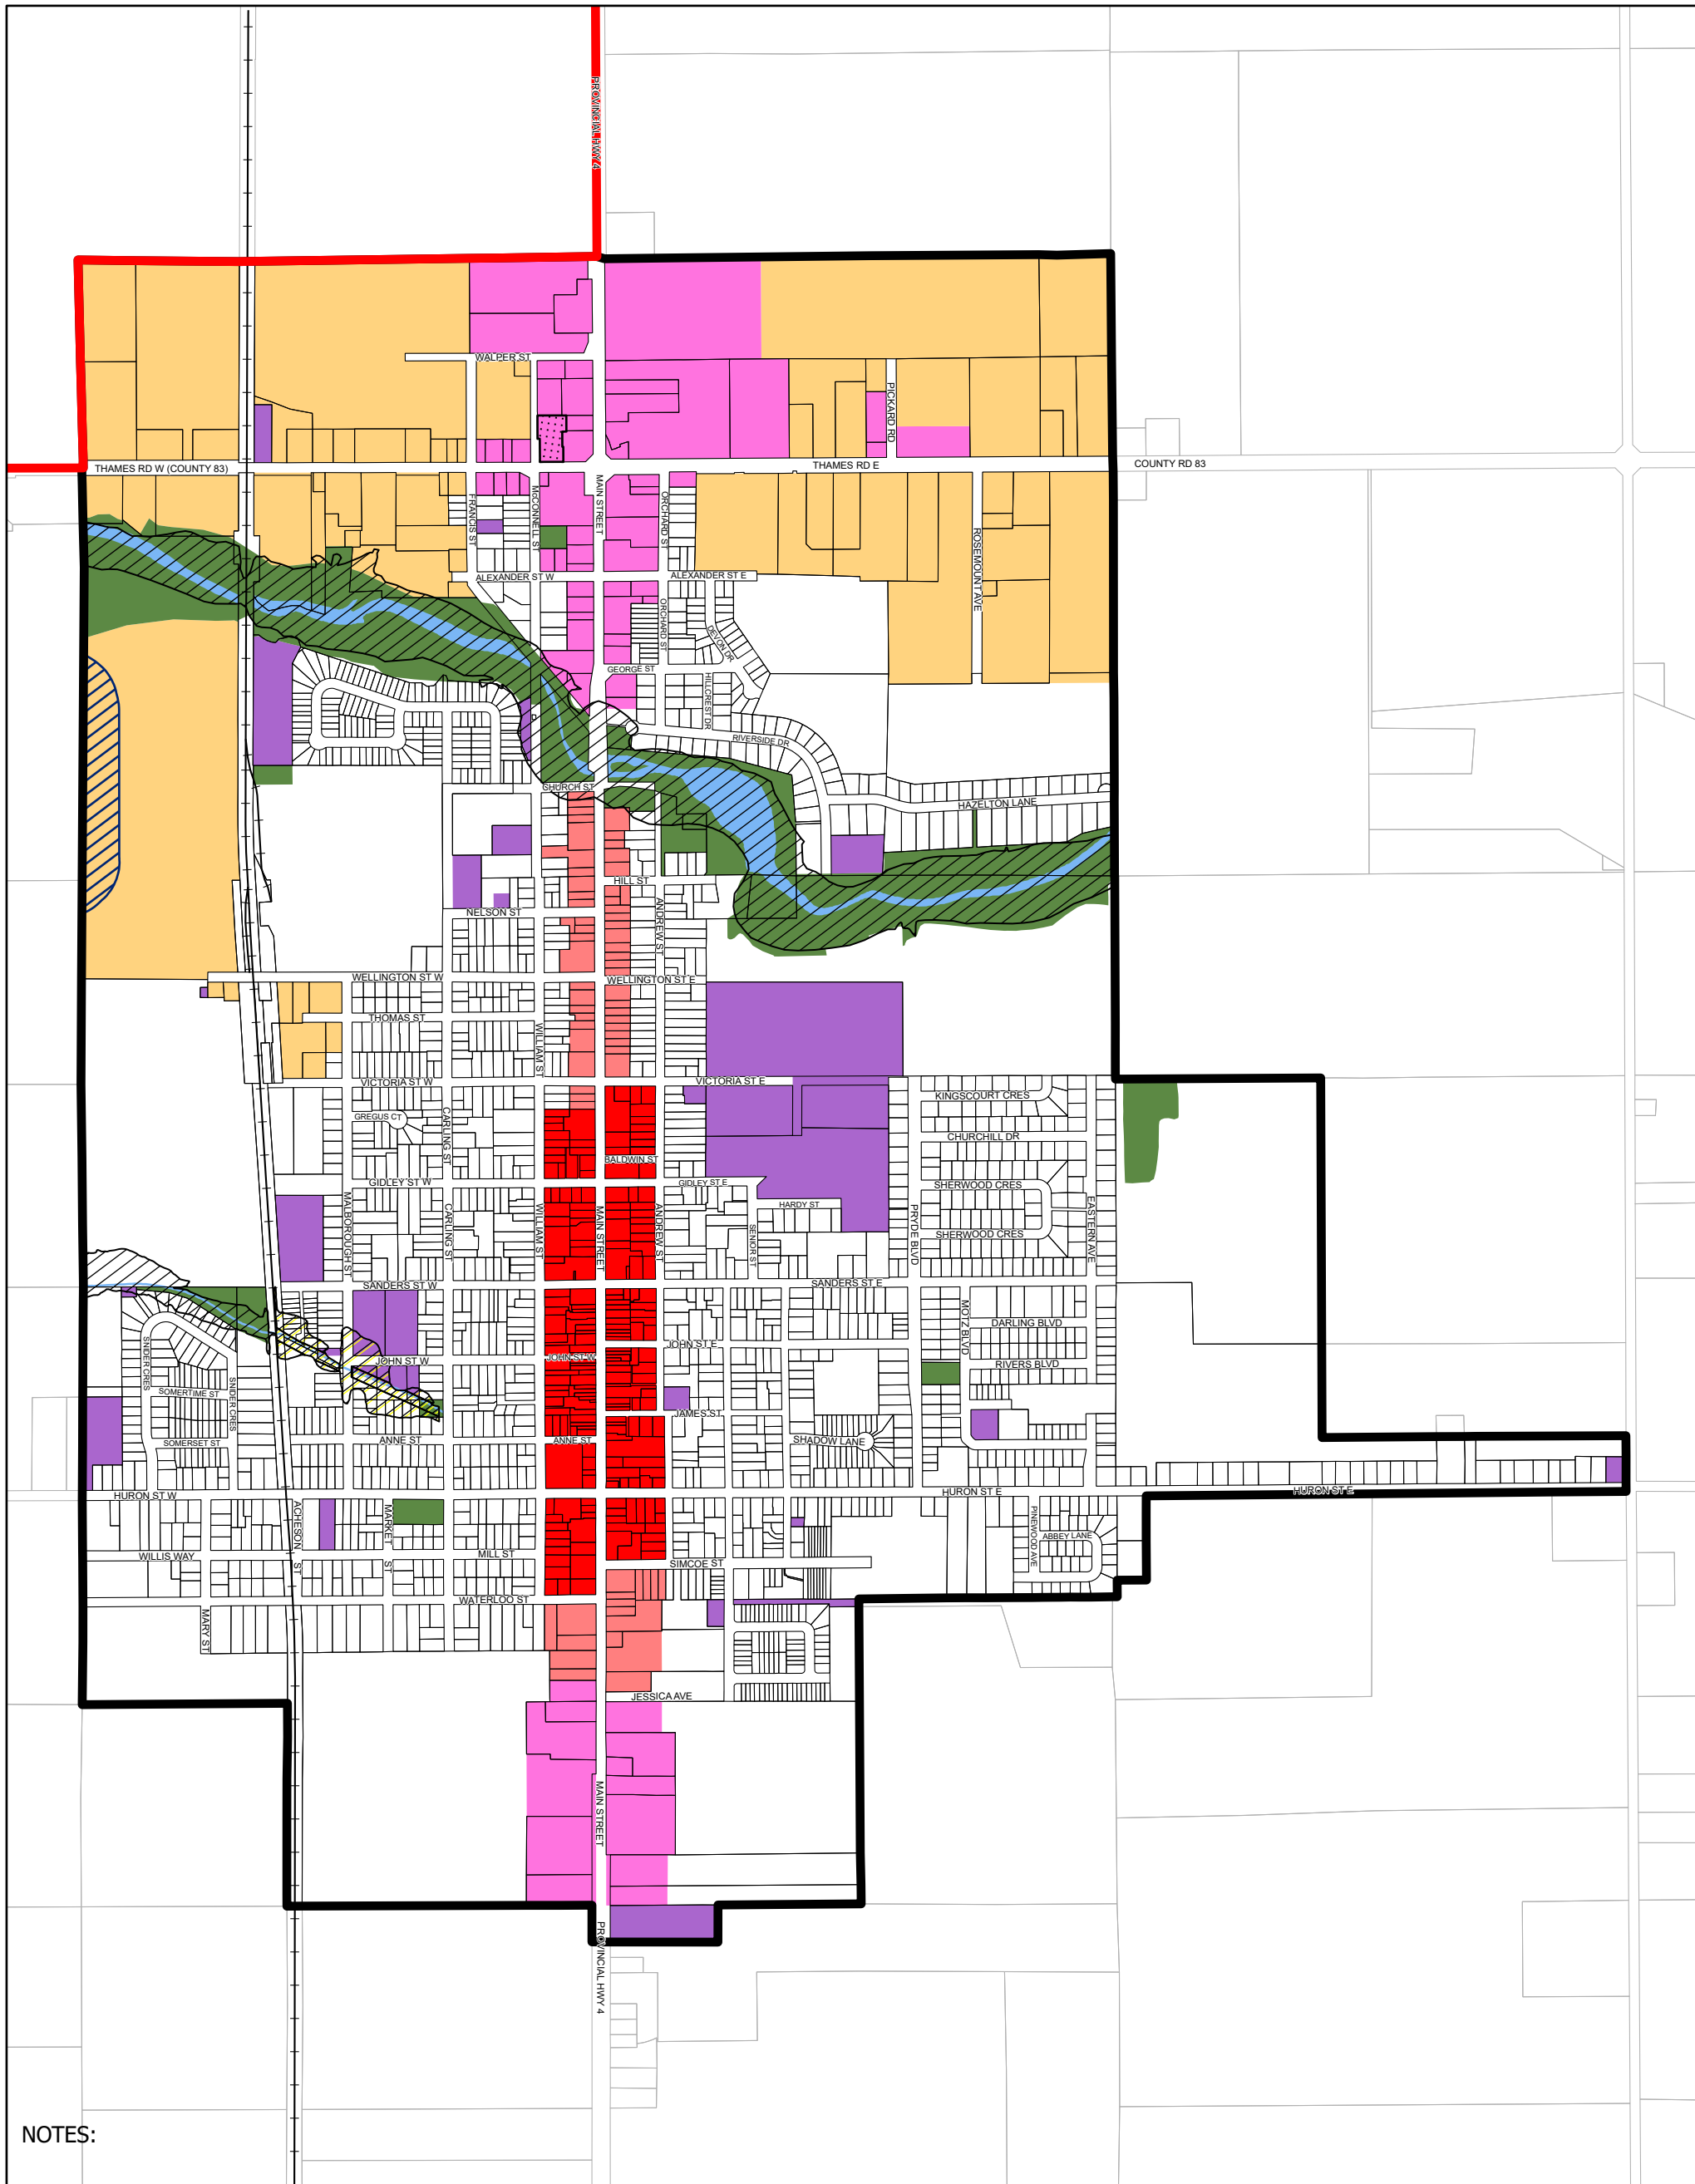 PROVINCIAL HWY 4
WALPER ST
PICKARD RD
THAMES RD W (COUNTY 83)
THAMES RD E
COUNTY RD 83
FRANCIS ST
McCONNELL ST
MAIN STREET
ORCHARD ST
ROSEMOUNT AVE
ALEXANDER ST W
ALEXANDER ST E
ORCHARD ST
DEVON DR
GEORGE ST
HILLCREST DR
RIVERSIDE DR
CHURCH ST
HAZELTON LANE
HILL ST
NELSON ST
ANDREW ST
WELLINGTON ST W
WELLINGTON ST E
THOMAS ST
WILLIAM ST
VICTORIA ST W
VICTORIA ST E
KINGSCOURT CRES
GREGUS CT
CARLING ST
CHURCHILL DR
BALDWIN ST
GIDLEY ST W
GIDLEY ST E
SHERWOOD CRES
MALBOROUGH ST
CARLING ST
WILLIAM ST
MAIN STREET
ANDREW ST
SENIOR ST
HARDY ST
PRYDE BLVD
EASTERN AVE
SHERWOOD CRES
SANDERS ST W
SANDERS ST E
MOTZ BLVD
DARLING BLVD
SNIDER CRES
JOHN ST E
JOHN ST W
JOHN ST W
RIVERS BLVD
SOMERTIME ST
SNIDER CRES
JAMES ST
SOMERSET ST
ANNE ST
ANNE ST
SHADOW LANE
HURON ST W
HURON ST E
HURON ST E
ACHESON ST
MARKET ST
PINEWOOD AVE
ABBEY LANE
WILLIS WAY
MILL ST
SIMCOE ST
WATERLOO ST
MARY ST
JESSICA AVE
MAIN STREET
PROVINCIAL HWY 4
NOTES: